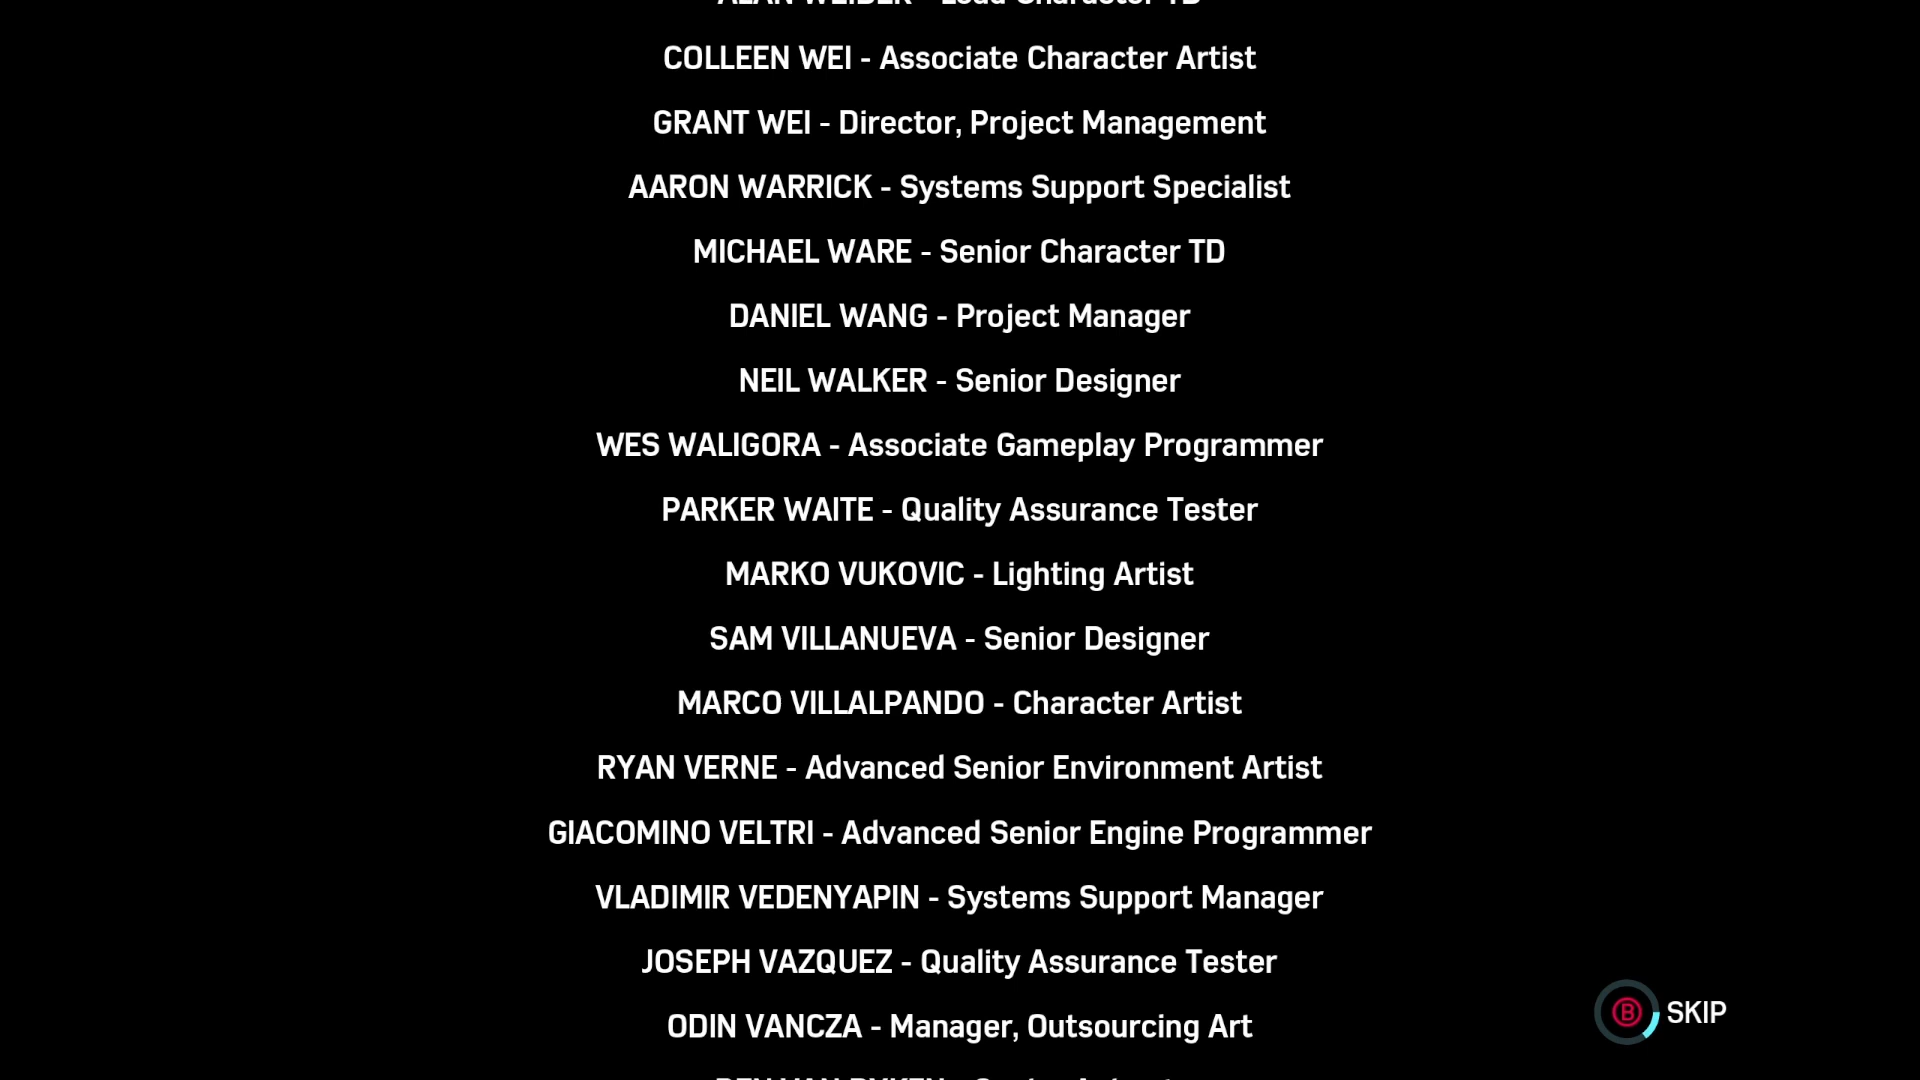 COLLEEN WEI - Associate Character Artist
GRANT WEI - Director, Project Management
AARON WARRICK - Systems Support Specialist
MICHAEL WARE - Senior Character TD
DANIEL WANG - Project Manager
NEIL WALKER - Senior Designer
WES WALIGORA - Associate Gameplay Programmer
PARKER WAITE - Quality Assurance Tester
MARKO VUKOVIC - Lighting Artist
SAM VILLANUEVA - Senior Designer
MARCO VILLALPANDO - Character Artist
RYAN VERNE - Advanced Senior Environment Artist
GIACOMINO VELTRI - Advanced Senior Engine Programmer
VLADIMIR VEDENYAPIN - Systems Support Manager
JOSEPH VAZQUEZ - Quality Assurance Tester
ODIN VANCZA - Manager, Outsourcing Art
B SKIP